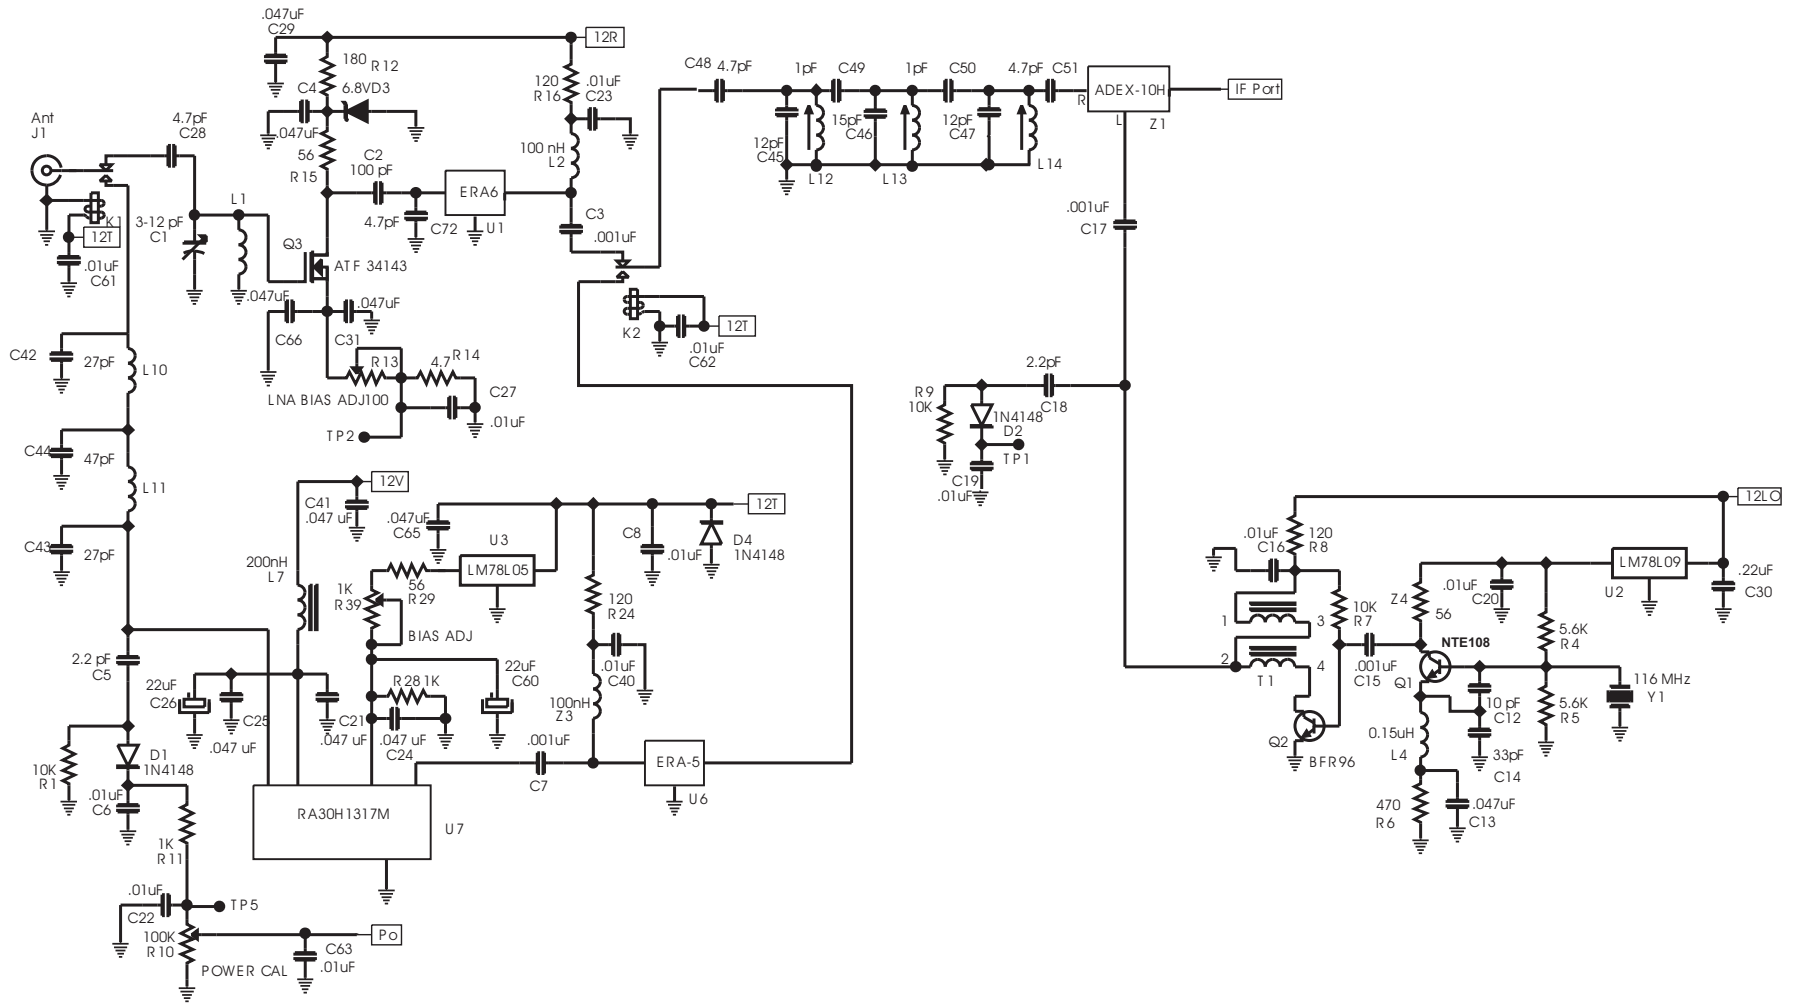 .047uF
C29
12R
180
R12
C4
6.8VD3
.047uF
56
R15
120
R16
.01uF
C23
100 nH
L2
C2
100 pF
4.7pF
C72
ERA6
U1
C3
.001uF
Ant
J1
4.7pF
C28
K1
12T
.01uF
C61
3-12 pF
C1
L1
Q3
ATF 34143
.047uF
C66
.047uF
C31
R13
4.7
R14
LNA BIAS ADJ100
C27
.01uF
TP2
K2
12T
.01uF
C62
C48
4.7pF
1pF
C49
1pF
C50
4.7pF
C51
ADEX-10H
R
L
Z1
IF Port
12pF
C45
15pF
C46
12pF
C47
L12
L13
L14
.001uF
C17
2.2pF
C18
R9
10K
1N4148
D2
TP1
C19
.01uF
C42
27pF
L10
C44
47pF
L11
C43
27pF
12V
C41
.047 uF
200nH
L7
.047uF
C65
U3
LM78L05
12T
C8
.01uF
D4
1N4148
1K
R39
56
R29
BIAS ADJ
120
R24
.01uF
C40
22uF
C60
R28
1K
100nH
Z3
2.2 pF
C5
22uF
C26
C25
.047 uF
C21
.047 uF
.047 uF
C24
.001uF
C7
ERA-5
U6
10K
R1
D1
1N4148
.01uF
C6
RA30H1317M
U7
1K
R11
.01uF
C22
TP5
100K
R10
POWER CAL
Po
C63
.01uF
12LO
.01uF
C16
120
R8
1
3
2
4
T1
10K
R7
.001uF
C15
Q2
BFR96
Z4
56
NTE108
Q1
.01uF
C20
LM78L09
U2
.22uF
C30
5.6K
R4
5.6K
R5
116 MHz
Y1
10 pF
C12
33pF
C14
0.15uH
L4
470
R6
.047uF
C13